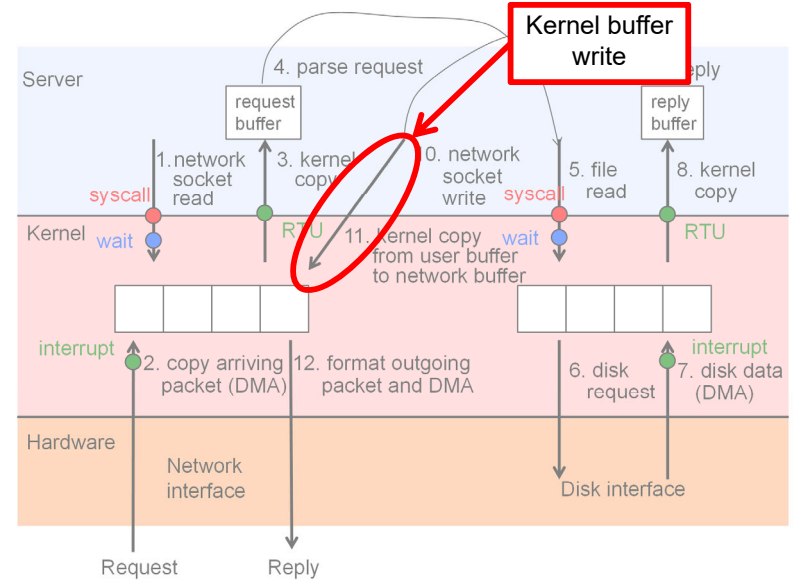 Kernel buffer
write
Server
4. parse request
eply
request
buffer
reply
buffer
1. network
socket
read
3. kernel
copy
0. network
socket
write
5. file
read
8. kernel
copy
syscall
syscall
Kernel
wait
RTU
11. kernel copy
from user buffer
to network buffer
wait
RTU
interrupt
2. copy arriving
packet (DMA)
12. format outgoing
packet and DMA
6. disk
request
interrupt
7. disk data
(DMA)
Hardware
Network
interface
Disk interface
Request
Reply